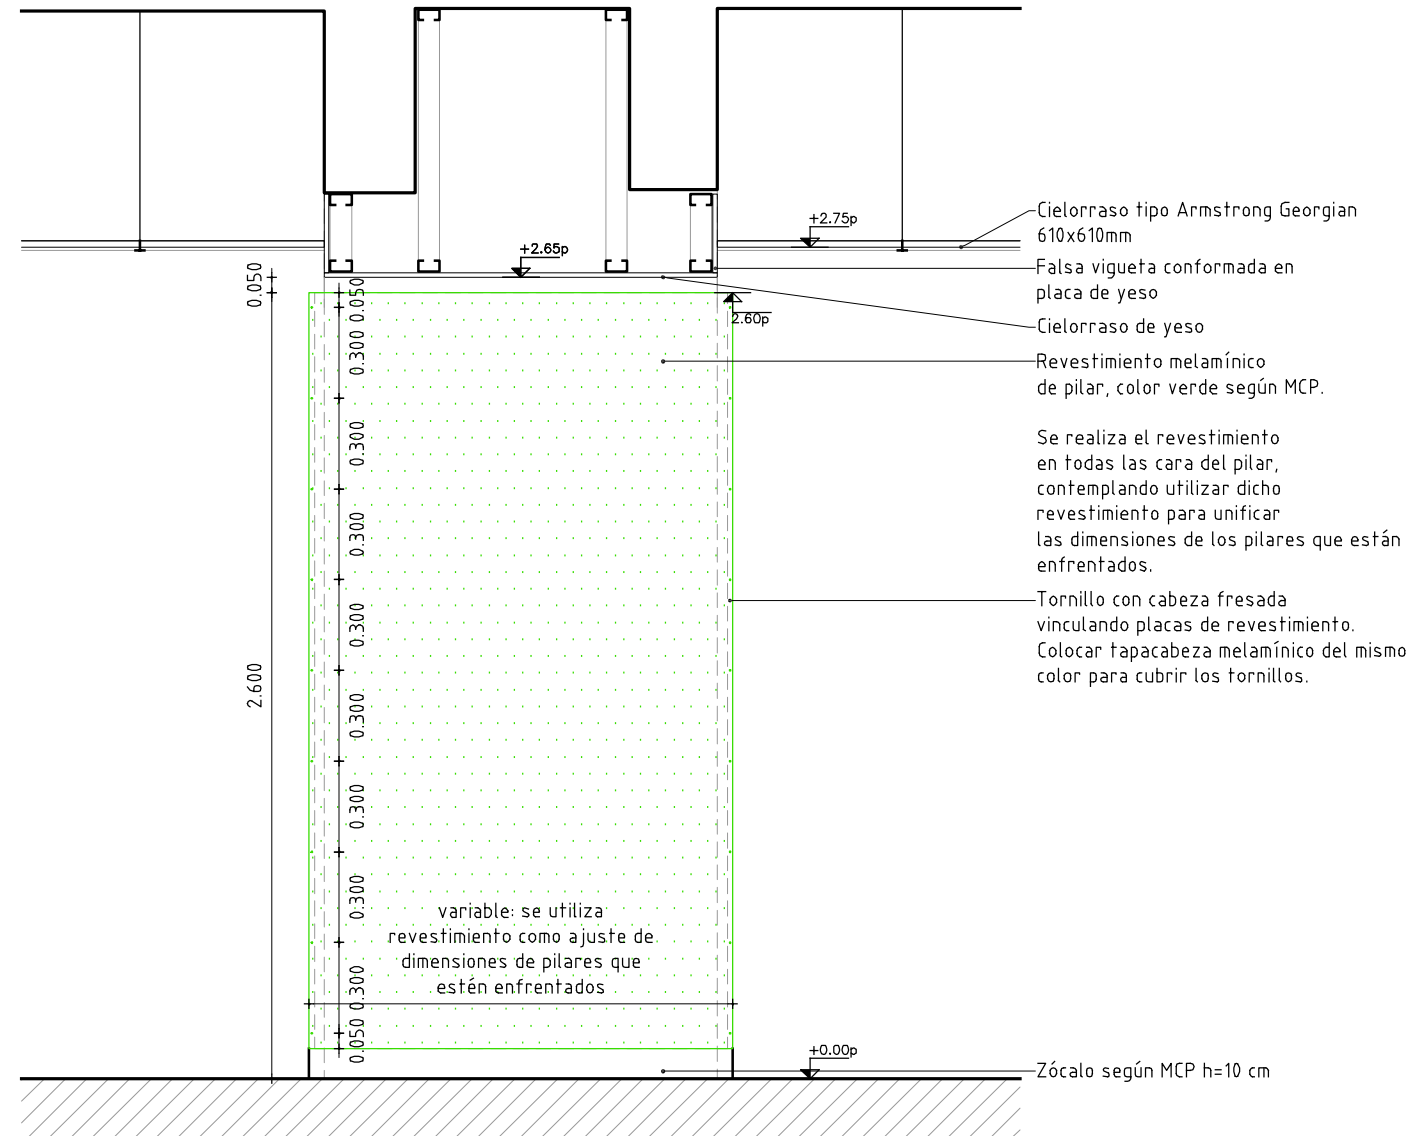 +2.75p
Cielorraso tipo Armstrong Georgian
610x610mm
+2.65p
Falsa vigueta conformada en
placa de yeso
0.050
0.050
2.60p
Cielorraso de yeso
0.300
Revestimiento melamínico
de pilar, color verde según MCP.
0.300
Se realiza el revestimiento
en todas las cara del pilar,
contemplando utilizar dicho
revestimiento para unificar
las dimensiones de los pilares que están
enfrentados.
0.300
0.300
Tornillo con cabeza fresada
vinculando placas de revestimiento.
Colocar tapacabeza melamínico del mismo
color para cubrir los tornillos.
2.600
0.300
0.300
0.300
variable: se utiliza
revestimiento como ajuste de
dimensiones de pilares que
estén enfrentados
0.300
0.050
+0.00p
Zócalo según MCP h=10 cm